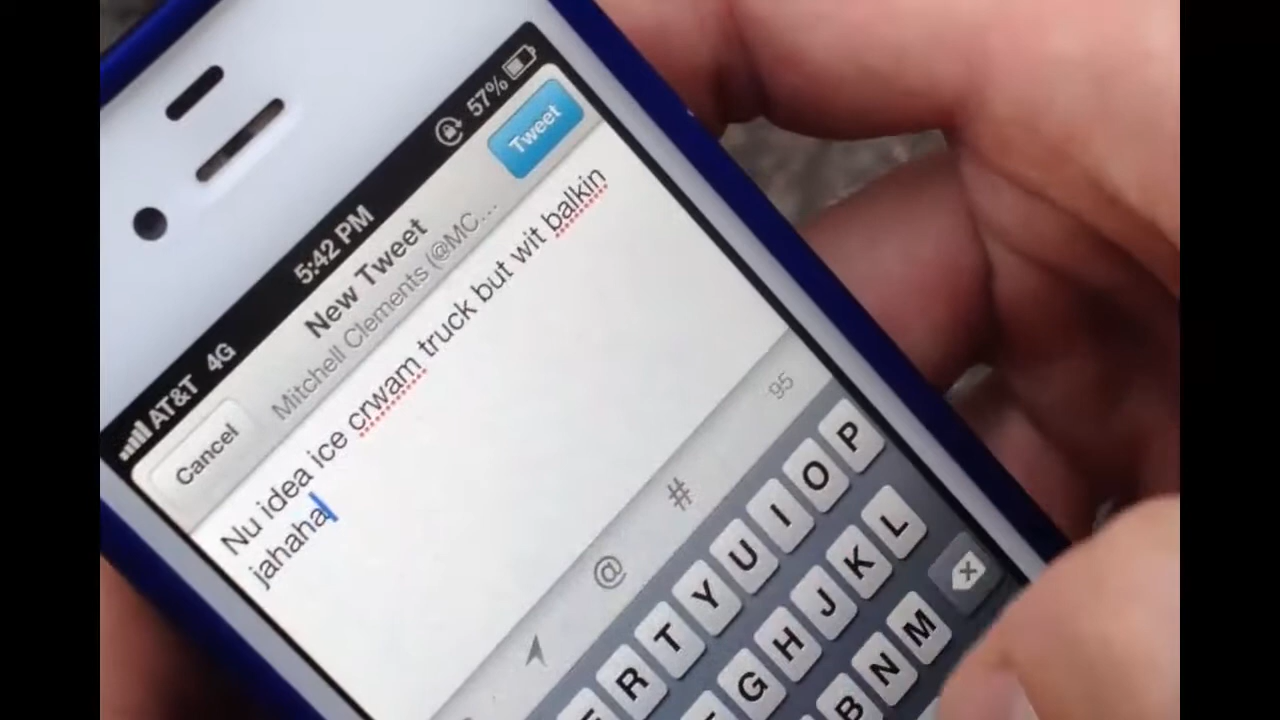 AT&T 4G 5:42 PM 57%
Cancel
New Tweet
Mitchell Clements (@MC...
Tweet
Nu idea ice crwam truck but wit balkin
jahaha
@ # 95
R T Y U I O P
G H J K L
B N M